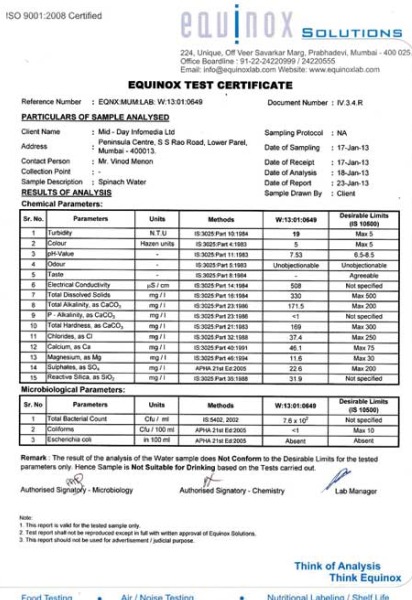 ISO 9001:2008 Certified
equinox SOLUTIONS
224, Unique, Off Veer Savarkar Marg, Prabhadevi, Mumbai - 400 025.
Office Boardline : 91-22-24220999 / 24220555
Email: info@equinoxlab.com Website: www.equinoxlab.com
EQUINOX TEST CERTIFICATE
Reference Number : EQNX:MUM:LAB: W:13:01:0649 Document Number : IV.3.4.R
PARTICULARS OF SAMPLE ANALYSED
Client Name : Mid - Day Infomedia Ltd Sampling Protocol : NA
Address : Peninsula Centre, S S Rao Road, Lower Parel, Mumbai - 400013. Date of Sampling : 17-Jan-13
Contact Person : Mr. Vinod Menon Date of Receipt : 17-Jan-13
Collection Point : - Date of Analysis : 18-Jan-13
Date of Report : 23-Jan-13
Sample Description : Spinach Water Sample Drawn By : Client
RESULTS OF ANALYSIS
Chemical Parameters:
Sr. No. Parameters Units Methods W:13:01:0649 Desirable Limits (IS 10500)
1 Turbidity N.T.U IS:3025:Part 10:1984 19 Max 5
2 Colour Hazen units IS:3025:Part 4:1983 5 Max 5
3 pH-Value - IS:3025:Part 11:1983 7.53 6.5-8.5
4 Odour - IS:3025:Part 5:1983 Unobjectionable Unobjectionable
5 Taste - IS:3025:Part 8:1984 - Agreeable
6 Electrical Conductivity µS / cm IS:3025:Part 14:1984 508 Not specified
7 Total Dissolved Solids mg / l IS:3025:Part 16:1984 330 Max 500
8 Total Alkalinity, as CaCO3 mg / l IS:3025:Part 23:1986 171.5 Max 200
9 P - Alkalinity, as CaCO3 mg / l IS:3025:Part 23:1986 <1 Not specified
10 Total Hardness, as CaCO3 mg / l IS:3025:Part 21:1983 169 Max 300
11 Chlorides, as Cl mg / l IS:3025:Part 32:1988 37.4 Max 250
12 Calcium, as Ca mg / l IS:3025:Part 40:1991 46.1 Max 75
13 Magnesium, as Mg mg / l IS:3025:Part 46:1994 11.6 Max 30
14 Sulphates, as SO4 mg / l APHA 21st Ed:2005 22.6 Max 200
15 Reactive Silica, as SiO2 mg / l IS:3025:Part 35:1988 31.9 Not specified
Microbiological Parameters:
Sr. No. Parameters Units Methods W:13:01:0649 Desirable Limits (IS 10500)
1 Total Bacterial Count Cfu / ml IS:5402, 2002 7.6 x 10² Not specified
2 Coliforms Cfu / 100 ml APHA 21st Ed:2005 <1 Max 10
3 Escherichia coli in 100 ml APHA 21st Ed:2005 Absent Absent
Remark : The result of the analysis of the Water sample does Not Conform to the Desirable Limits for the tested
parameters only. Hence Sample is Not Suitable for Drinking based on the Tests carried out.
Authorised Signatory - Microbiology Authorised Signatory - Chemistry Lab Manager
Note:
1. This report is valid for the tested sample only.
2. Test report shall not be reproduced except in full with written approval of Equinox Solutions.
3. This report should not be used for advertisement / judicial purpose.
Think of Analysis
Think Equinox
Food Testing • Air / Noise Testing • Nutritional Labeling / Shelf Life